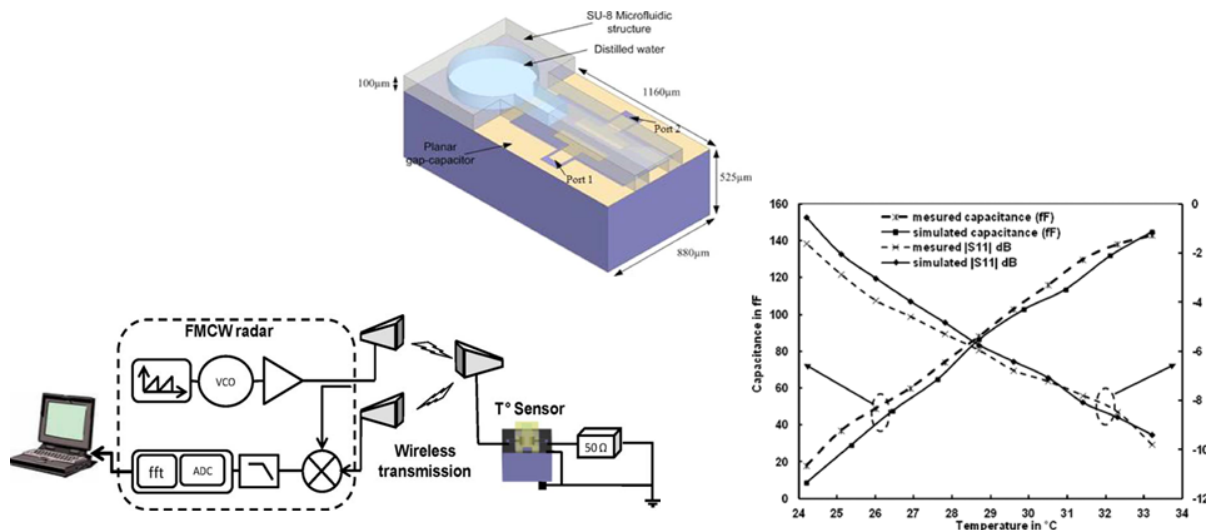 SU-8 Microfluidic
structure
Distilled water
100µm
1160µm
Port 2
Planar
gap-capacitor
Port 1
525µm
880µm
FMCW radar
VCO
fft
ADC
Wireless
transmission
T° Sensor
50 Ω
mesured capacitance (fF)
simulated capacitance (fF)
mesured |S11| dB
simulated |S11| dB
Capacitance in fF
160
140
120
100
80
60
40
20
0
0
-2
-4
-6
-8
-10
-12
24 25 26 27 28 29 30 31 32 33 34
Temperature in °C